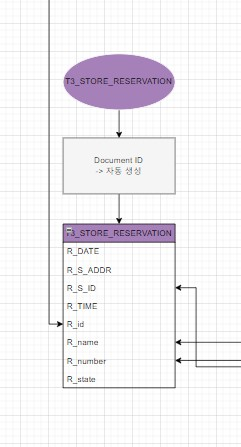 T3_STORE_RESERVATION
Document ID
-> 자동 생성
T3_STORE_RESERVATION
R_DATE
R_S_ADDR
R_S_ID
R_TIME
R_id
R_name
R_number
R_state